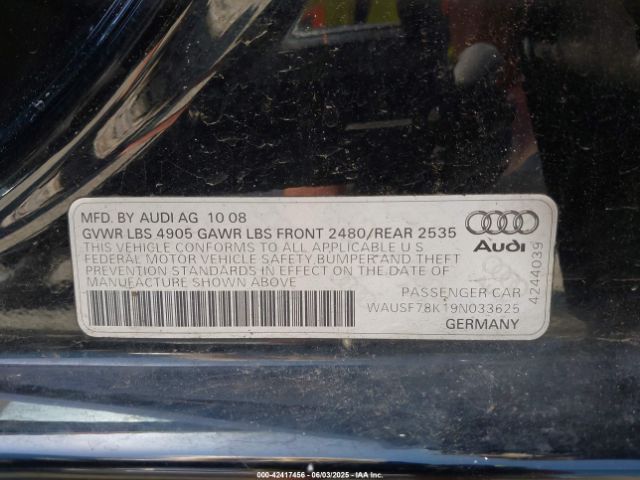 MFD. BY AUDI AG 10 08
GVWR LBS 4905 GAWR LBS FRONT 2480/REAR 2535
THIS VEHICLE CONFORMS TO ALL APPLICABLE U S
FEDERAL MOTOR VEHICLE SAFETY, BUMPER AND THEFT
PREVENTION STANDARDS IN EFFECT ON THE DATE OF
MANUFACTURE SHOWN ABOVE
Audi
4244039
PASSENGER CAR
WAUSF78K19N033625
GERMANY
000-42417456 - 06/03/2025 - IAAC